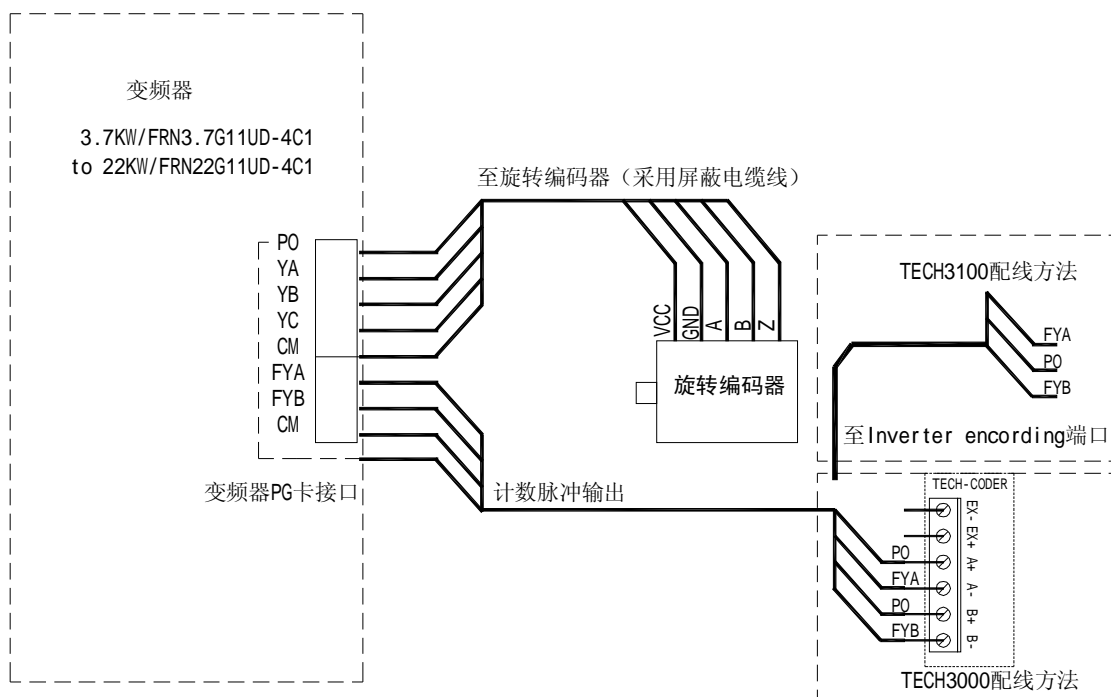 变频器
3.7KW/FRN3.7G11UD-4C1
to 22KW/FRN22G11UD-4C1
至旋转编码器（采用屏蔽电缆线）
PO
YA
YB
YC
CM
FYA
FYB
CM
变频器PG卡接口
VCC
GND
A
B
Z
旋转编码器
计数脉冲输出
TECH3100配线方法
FYA
PO
FYB
至Inverter encording端口
TECH-CODER
EX-
EX+
PO A+
FYA A-
PO B+
FYB B-
TECH3000配线方法